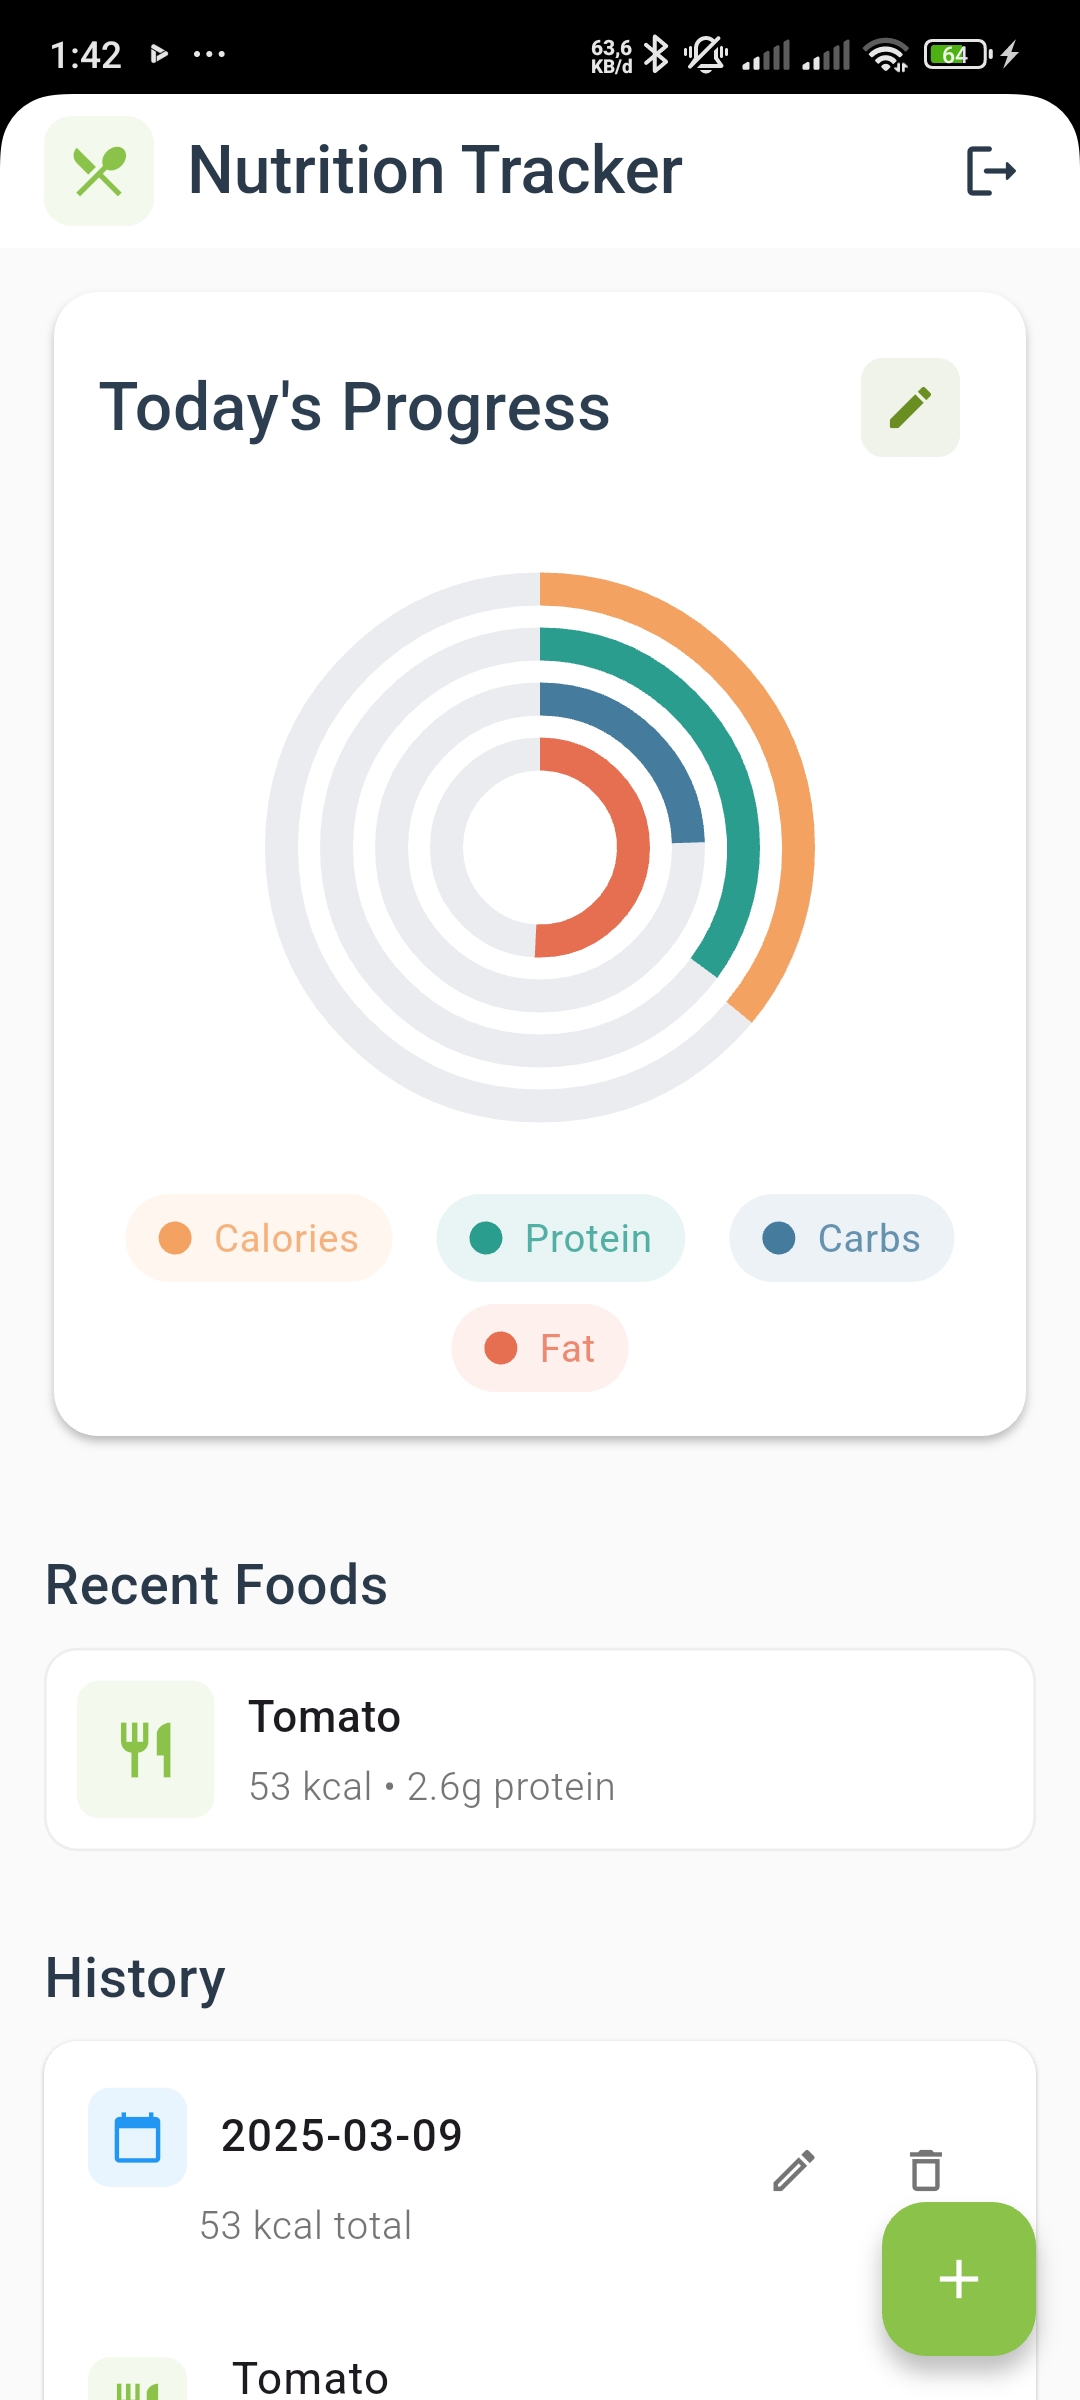 1:42
63,6
KB/d
64
Nutrition Tracker
Today's Progress
Calories
Protein
Carbs
Fat
Recent Foods
Tomato
53 kcal • 2.6g protein
History
2025-03-09
53 kcal total
Tomato